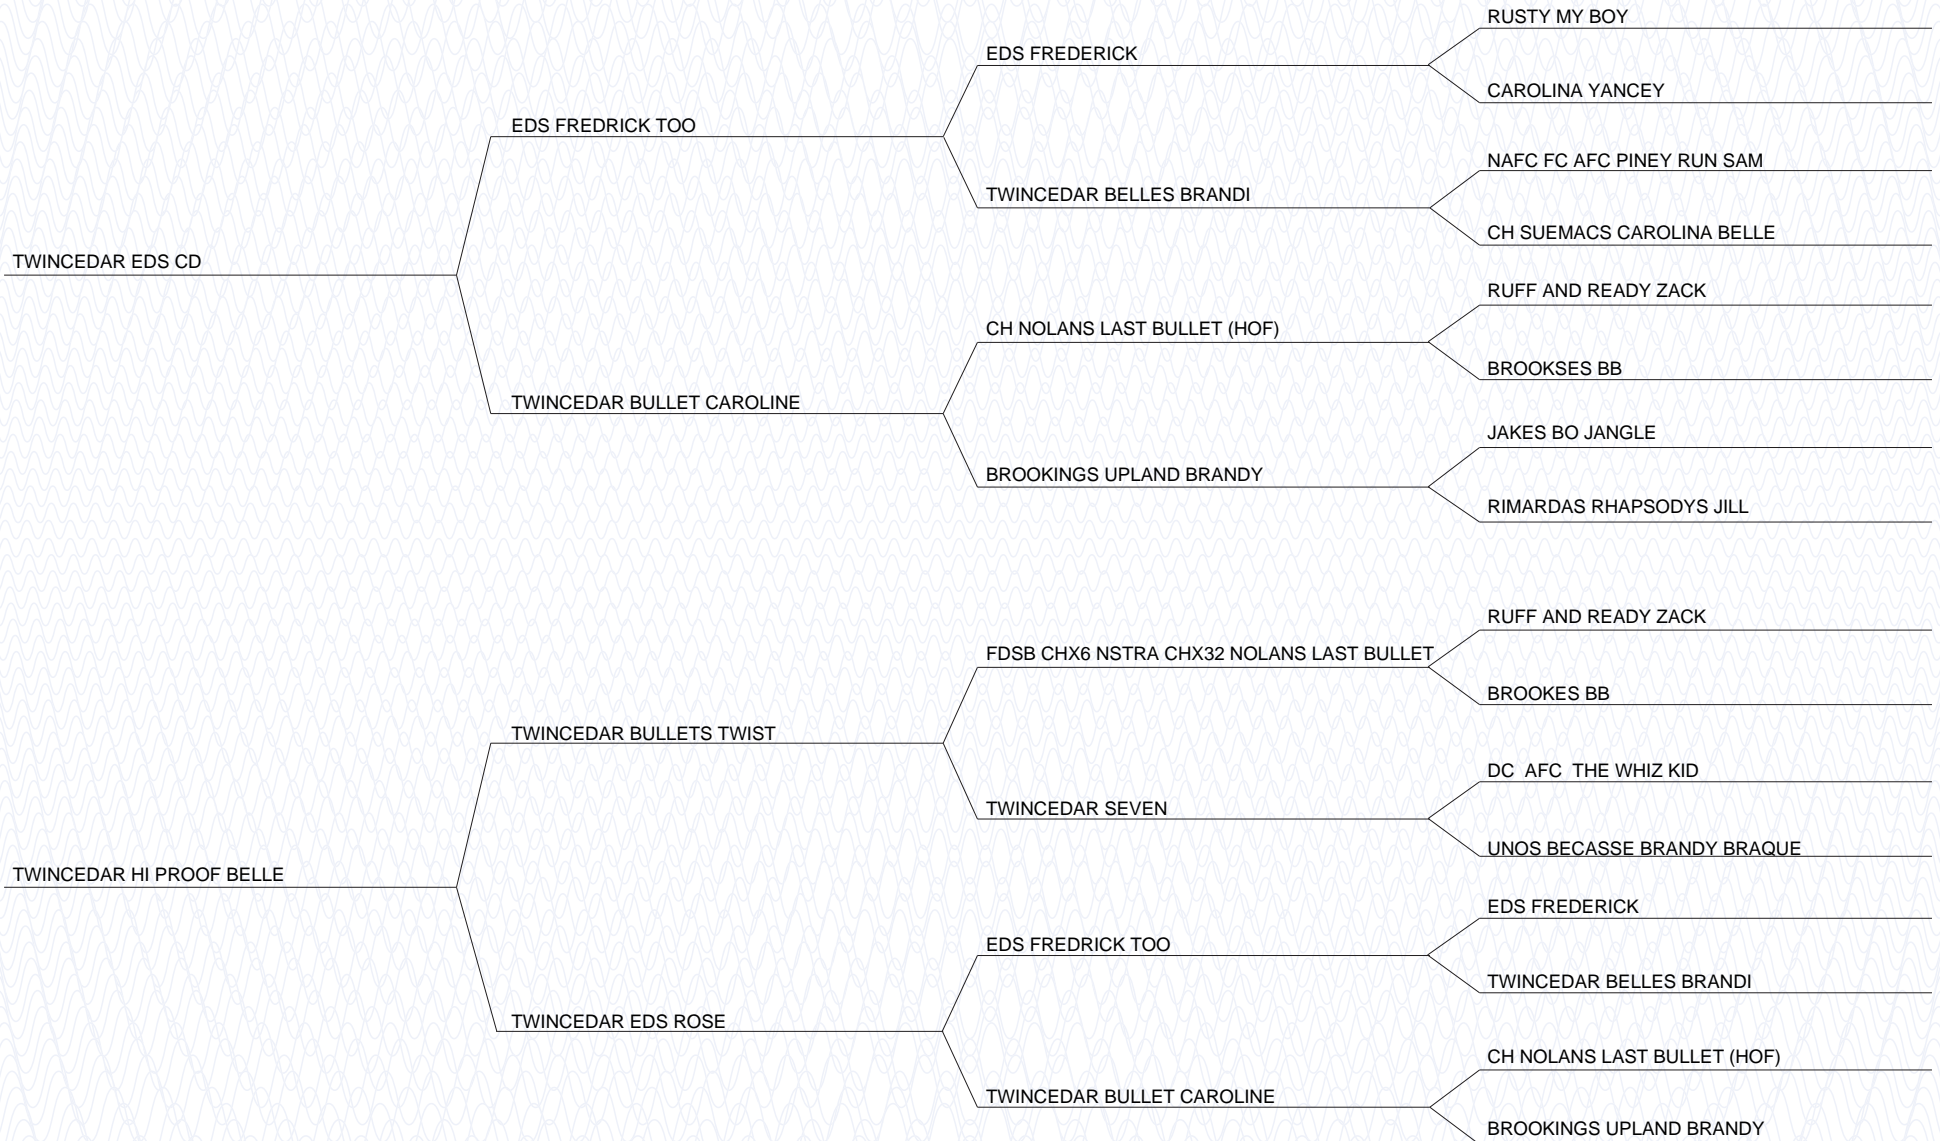 RUSTY MY BOY
EDS FREDERICK
CAROLINA YANCEY
EDS FREDRICK TOO
NAFC FC AFC PINEY RUN SAM
TWINCEDAR BELLES BRANDI
CH SUEMACS CAROLINA BELLE
TWINCEDAR EDS CD
RUFF AND READY ZACK
CH NOLANS LAST BULLET (HOF)
BROOKSES BB
TWINCEDAR BULLET CAROLINE
JAKES BO JANGLE
BROOKINGS UPLAND BRANDY
RIMARDAS RHAPSODYS JILL
RUFF AND READY ZACK
FDSB CHX6 NSTRA CHX32 NOLANS LAST BULLET
BROOKES BB
TWINCEDAR BULLETS TWIST
DC  AFC  THE WHIZ KID
TWINCEDAR SEVEN
UNOS BECASSE BRANDY BRAQUE
TWINCEDAR HI PROOF BELLE
EDS FREDERICK
EDS FREDRICK TOO
TWINCEDAR BELLES BRANDI
TWINCEDAR EDS ROSE
CH NOLANS LAST BULLET (HOF)
TWINCEDAR BULLET CAROLINE
BROOKINGS UPLAND BRANDY